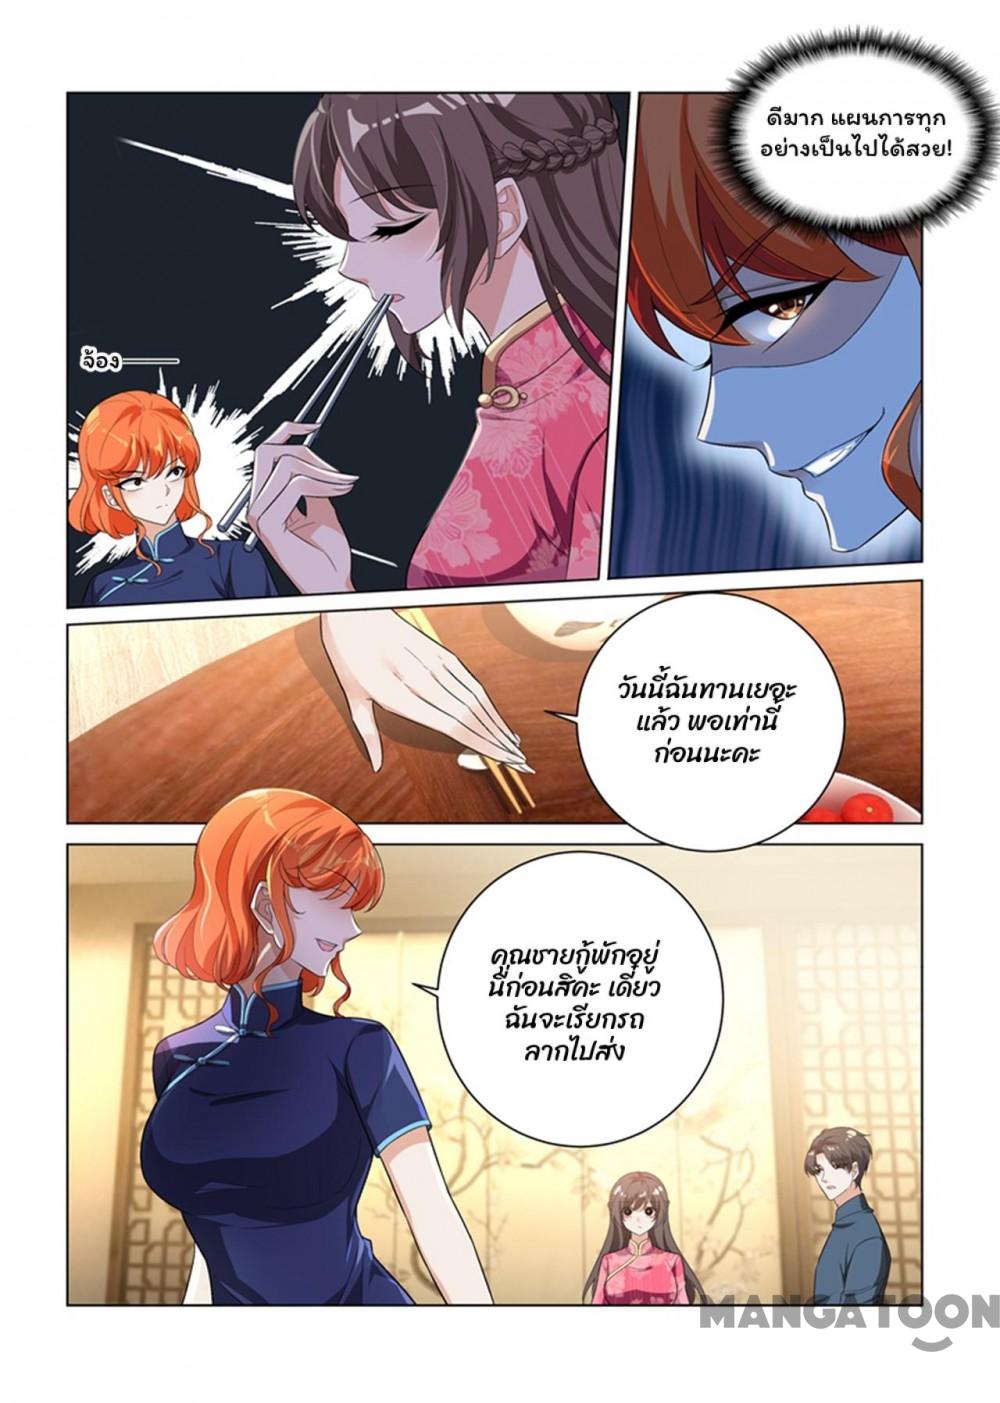 ดีมาก แผนการทุก
อย่างเป็นไปได้สวย!
จ้อง
วันนี้ฉันทานเยอะ
แล้ว พอเท่านี้
ก่อนนะคะ
คุณชายกู้พักอยู่
นี่ก่อนสิคะ เดี๋ยว
ฉันจะเรียกรถ
ลากไปส่ง
MANGATOON